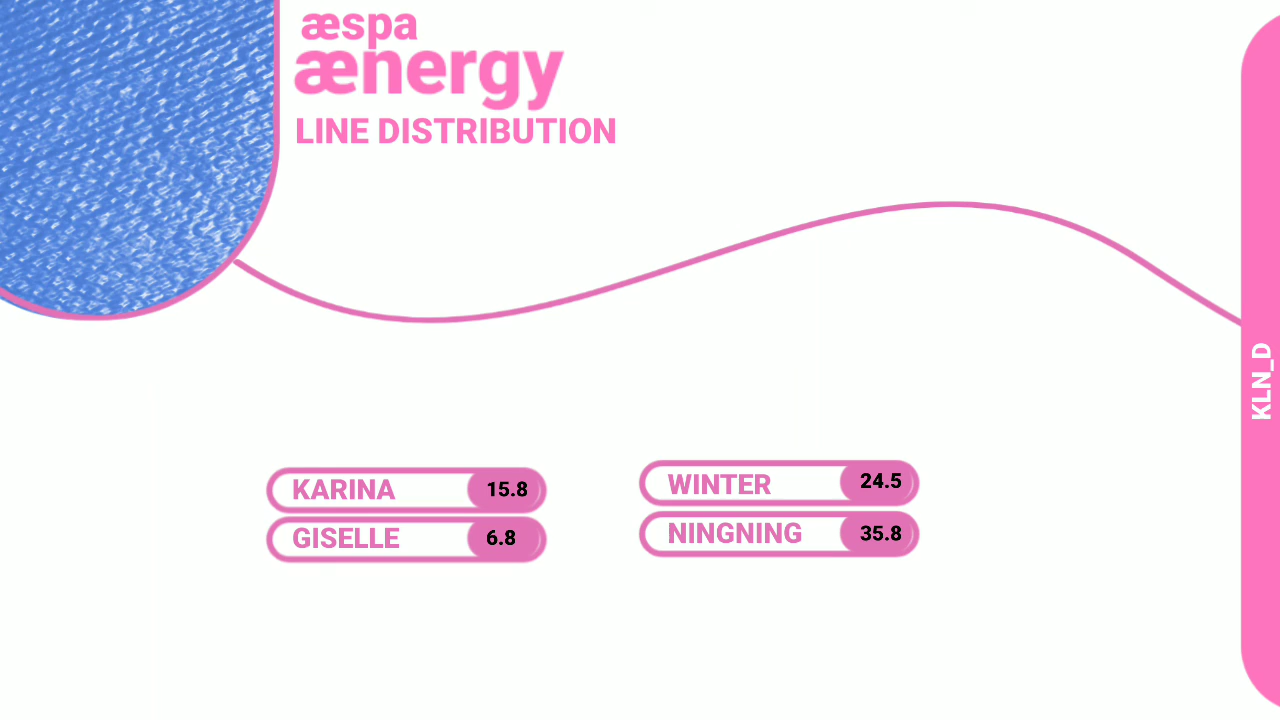 æspa
ænergy
LINE DISTRIBUTION
KLN_D
KARINA 15.8
GISELLE 6.8
WINTER 24.5
NINGNING 35.8